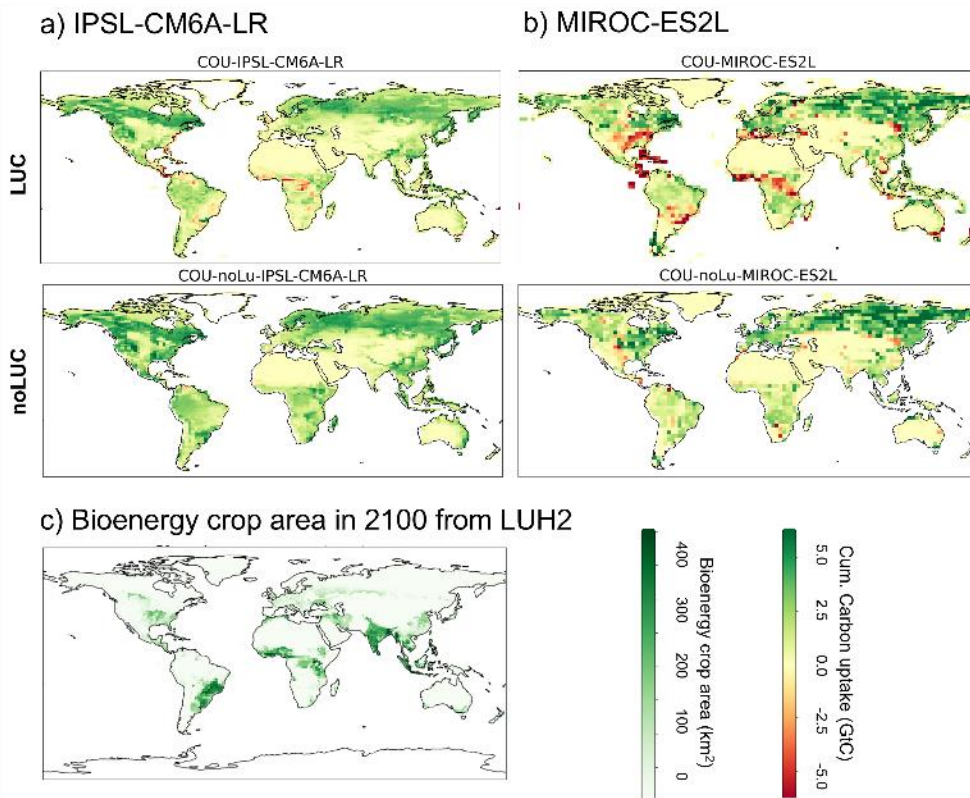 a) IPSL-CM6A-LR
b) MIROC-ES2L
COU-IPSL-CM6A-LR
COU-MIROC-ES2L
LUC
COU-noLu-IPSL-CM6A-LR
COU-noLu-MIROC-ES2L
noLUC
c) Bioenergy crop area in 2100 from LUH2
400
300
200
100
0
Bioenergy crop area (km²)
5.0
2.5
0.0
-2.5
-5.0
Cum. Carbon uptake (GtC)